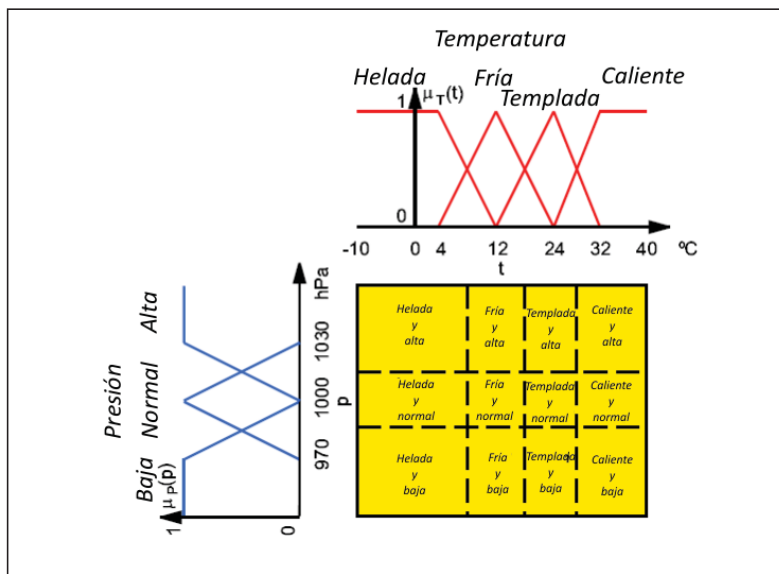 Temperatura
Helada Fría Caliente
Templada
1 μT(t)
0
-10 0 4 12 24 32 40 ºC
t
Presión
Alta
Normal
Baja
μP(p)
1 0
hPa
1030
1000
p
970
Helada
y
alta
Fría
y
alta
Templada
y
alta
Caliente
y
alta
Helada
y
normal
Fría
y
normal
Templada
y
normal
Caliente
y
normal
Helada
y
baja
Fría
y
baja
Templada
y
baja
Caliente
y
baja